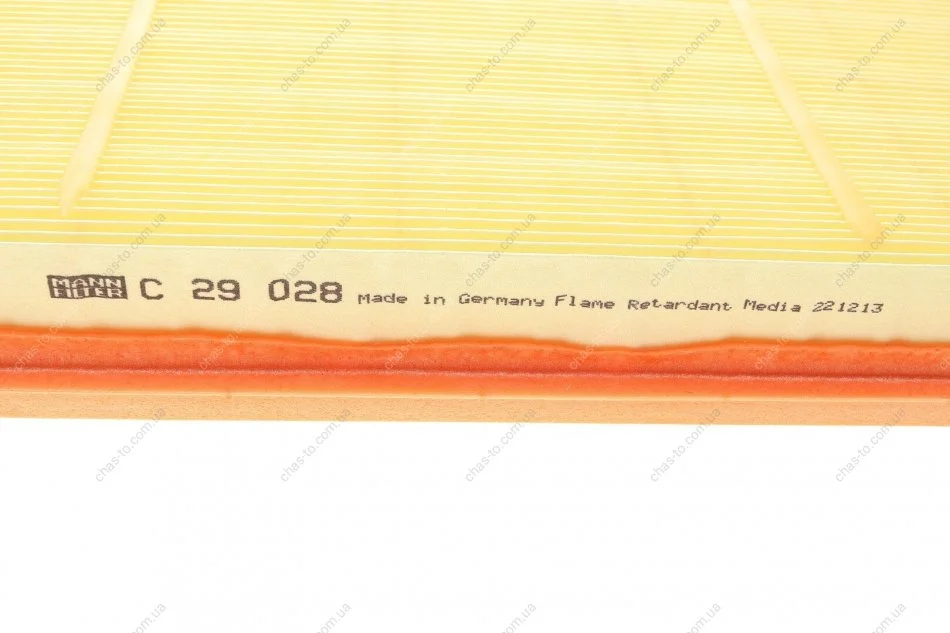 MANN
FILTER
C 29 028 Made in Germany Flame Retardant Media 221213
chas-to.com.ua